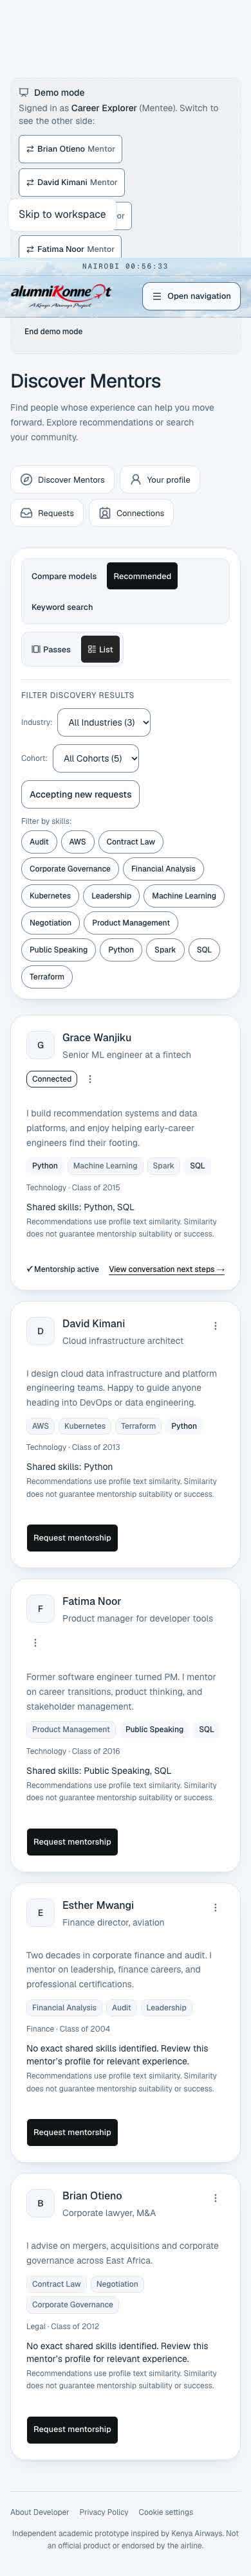 Demo mode
Signed in as Career Explorer (Mentee). Switch to
see the other side:
Brian Otieno Mentor
David Kimani Mentor
Skip to workspace
or
Fatima Noor Mentor
NAIROBI 00:56:33
alumniKonnect
A Kenya Airways Project
Open navigation
End demo mode
Discover Mentors
Find people whose experience can help you move
forward. Explore recommendations or search
your community.
Discover Mentors
Your profile
Requests
Connections
Compare models
Recommended
Keyword search
Passes
List
FILTER DISCOVERY RESULTS
Industry: All Industries (3)
Cohort: All Cohorts (5)
Accepting new requests
Filter by skills:
Audit AWS Contract Law
Corporate Governance Financial Analysis
Kubernetes Leadership Machine Learning
Negotiation Product Management
Public Speaking Python Spark SQL
Terraform
G
Grace Wanjiku
Senior ML engineer at a fintech
Connected
I build recommendation systems and data
platforms, and enjoy helping early-career
engineers find their footing.
Python Machine Learning Spark SQL
Technology · Class of 2015
Shared skills: Python, SQL
Recommendations use profile text similarity. Similarity
does not guarantee mentorship suitability or success.
✓ Mentorship active View conversation next steps →
D
David Kimani
Cloud infrastructure architect
I design cloud data infrastructure and platform
engineering teams. Happy to guide anyone
heading into DevOps or data engineering.
AWS Kubernetes Terraform Python
Technology · Class of 2013
Shared skills: Python
Recommendations use profile text similarity. Similarity
does not guarantee mentorship suitability or success.
Request mentorship
F
Fatima Noor
Product manager for developer tools
Former software engineer turned PM. I mentor
on career transitions, product thinking, and
stakeholder management.
Product Management Public Speaking SQL
Technology · Class of 2016
Shared skills: Public Speaking, SQL
Recommendations use profile text similarity. Similarity
does not guarantee mentorship suitability or success.
Request mentorship
E
Esther Mwangi
Finance director, aviation
Two decades in corporate finance and audit. I
mentor on leadership, finance careers, and
professional certifications.
Financial Analysis Audit Leadership
Finance · Class of 2004
No exact shared skills identified. Review this
mentor's profile for relevant experience.
Recommendations use profile text similarity. Similarity
does not guarantee mentorship suitability or success.
Request mentorship
B
Brian Otieno
Corporate lawyer, M&A
I advise on mergers, acquisitions and corporate
governance across East Africa.
Contract Law Negotiation
Corporate Governance
Legal · Class of 2012
No exact shared skills identified. Review this
mentor's profile for relevant experience.
Recommendations use profile text similarity. Similarity
does not guarantee mentorship suitability or success.
Request mentorship
About Developer Privacy Policy Cookie settings
Independent academic prototype inspired by Kenya Airways. Not
an official product or endorsed by the airline.